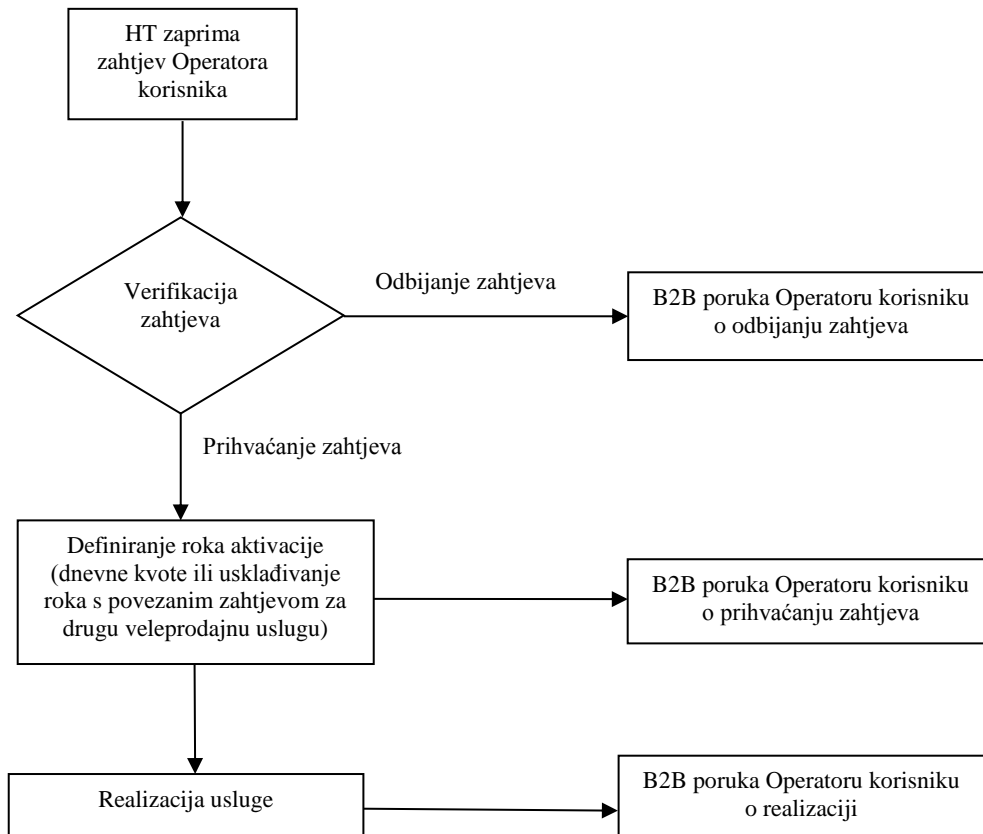 HT zaprima
zahtjev Operatora
korisnika
Verifikacija
zahtjeva
Odbijanje zahtjeva
B2B poruka Operatoru korisniku
o odbijanju zahtjeva
Prihvaćanje zahtjeva
Definiranje roka aktivacije
(dnevne kvote ili usklađivanje
roka s povezanim zahtjevom za
drugu veleprodajnu uslugu)
B2B poruka Operatoru korisniku
o prihvaćanju zahtjeva
Realizacija usluge
B2B poruka Operatoru korisniku
o realizaciji